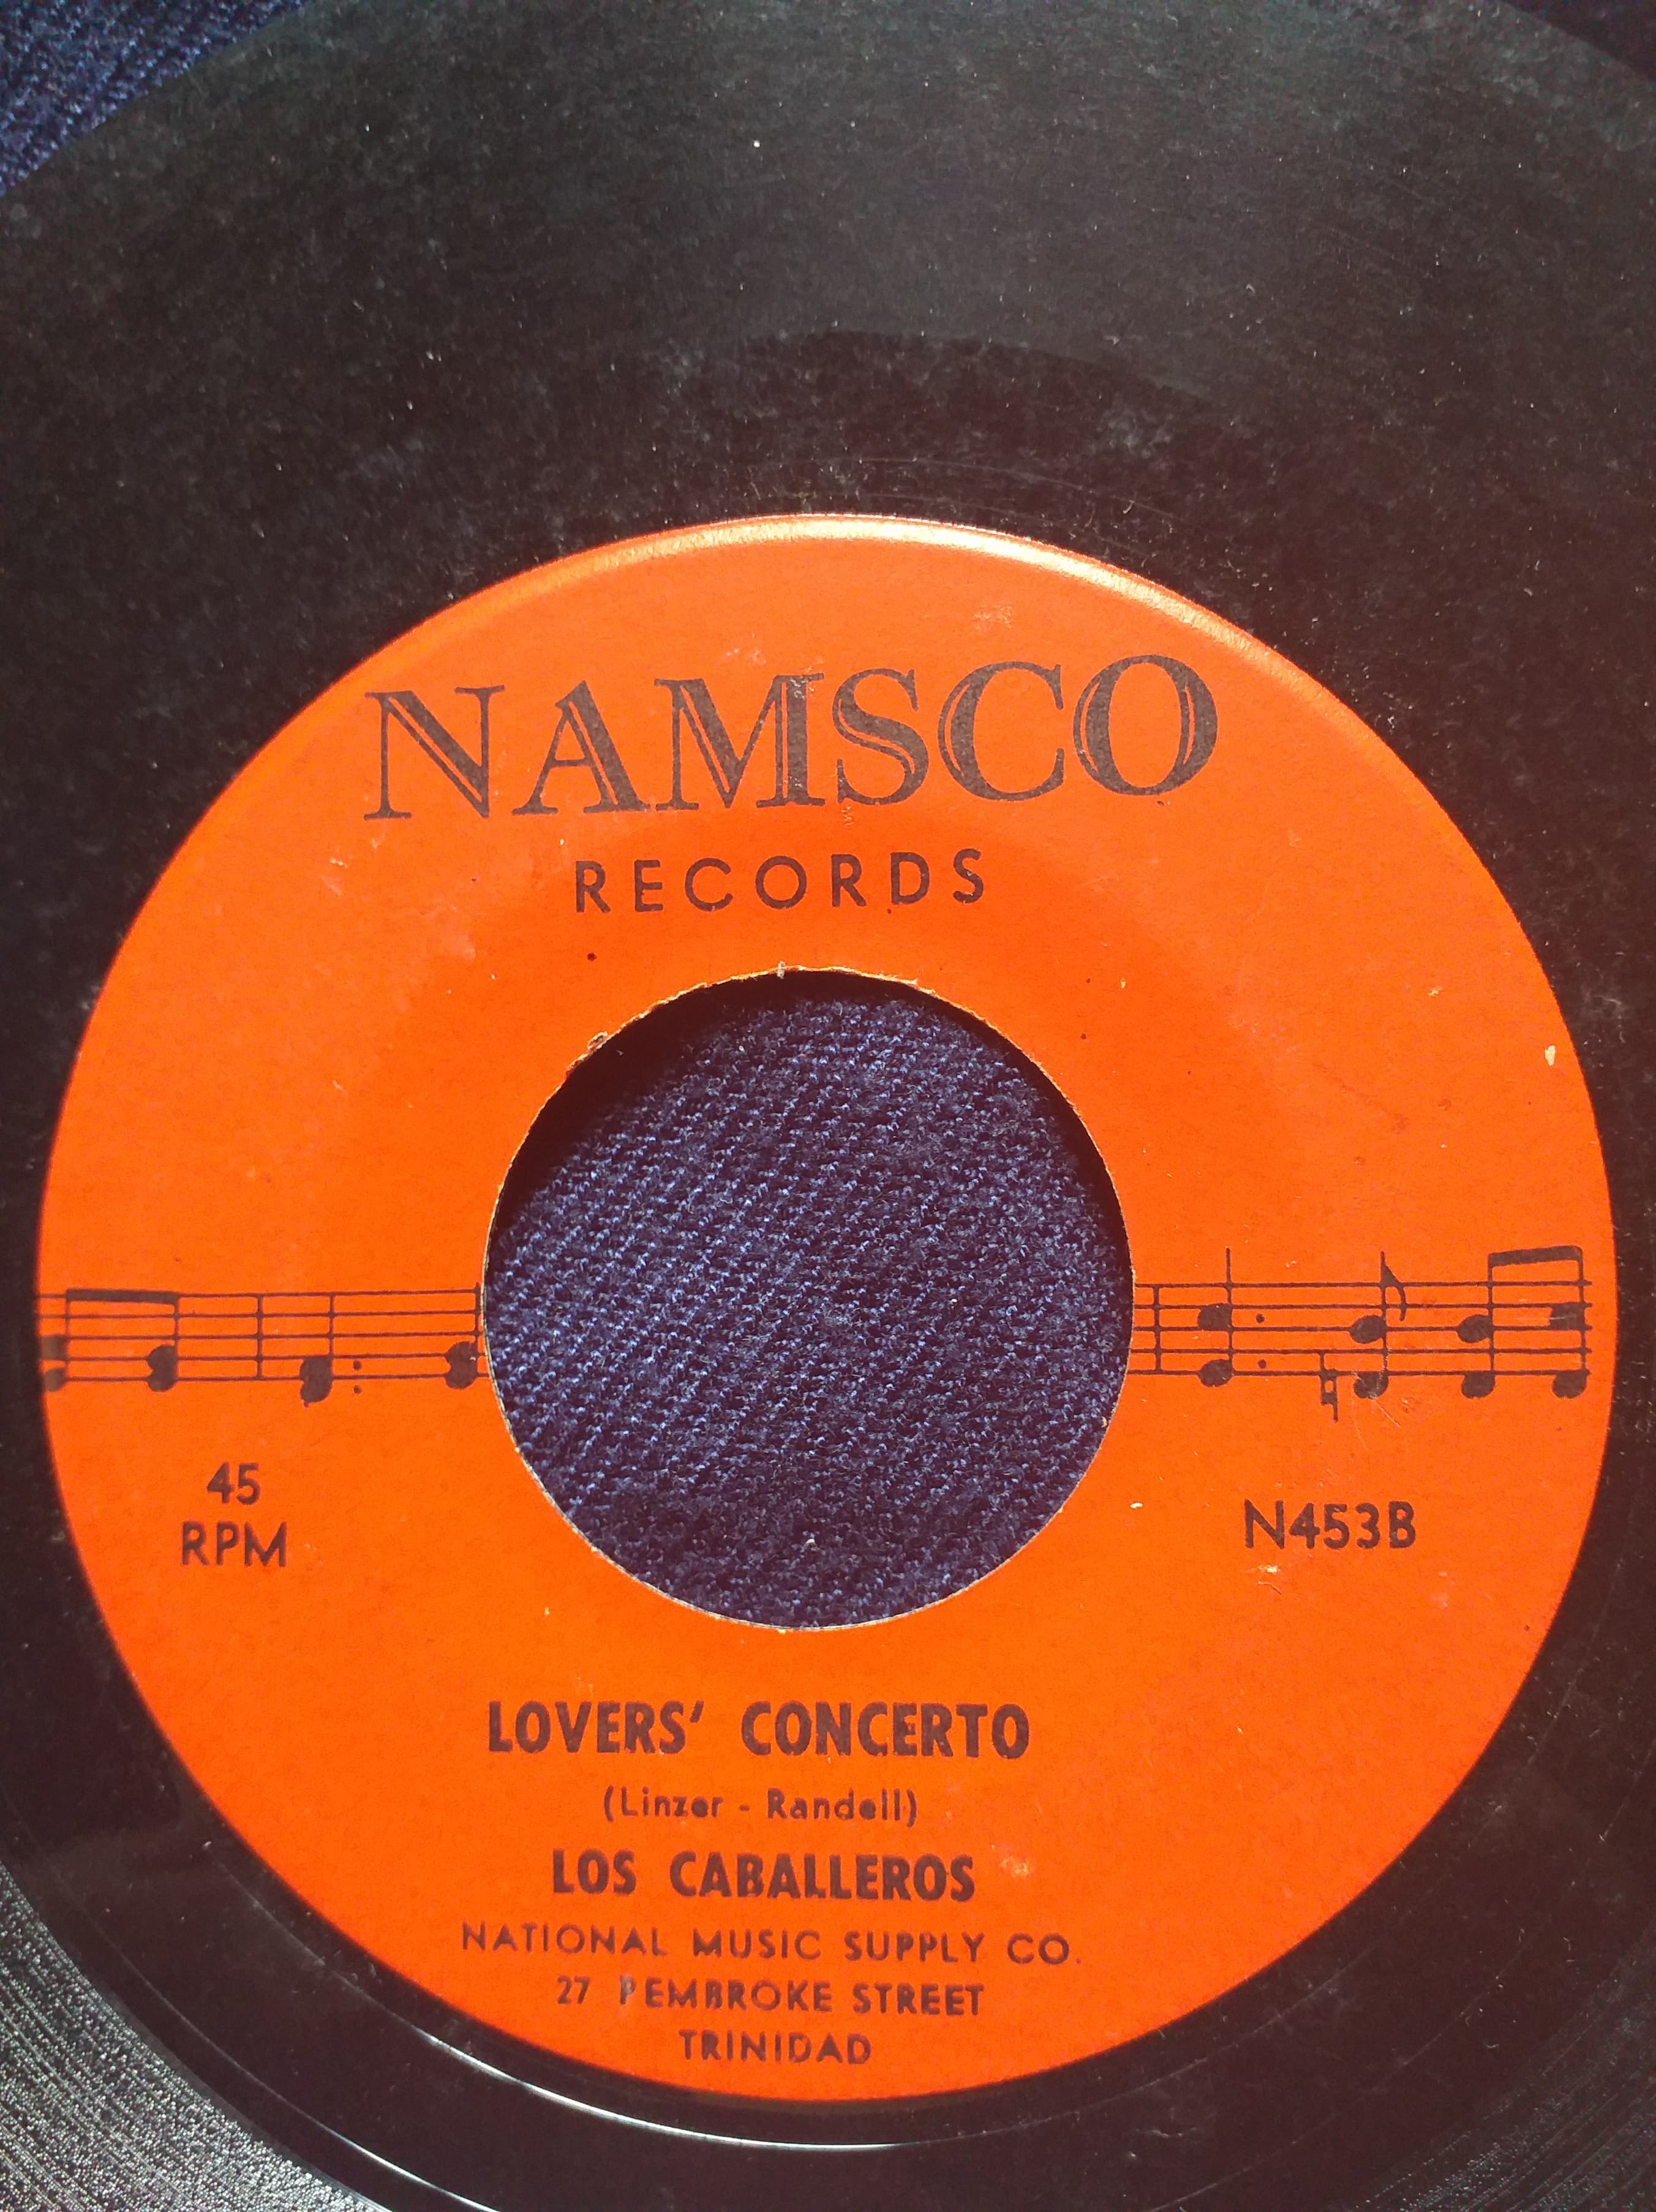 NAMSCO
RECORDS
45
RPM
N453B
LOVERS' CONCERTO
(Linzer - Randell)
LOS CABALLEROS
NATIONAL MUSIC SUPPLY CO.
27 PEMBROKE STREET
TRINIDAD